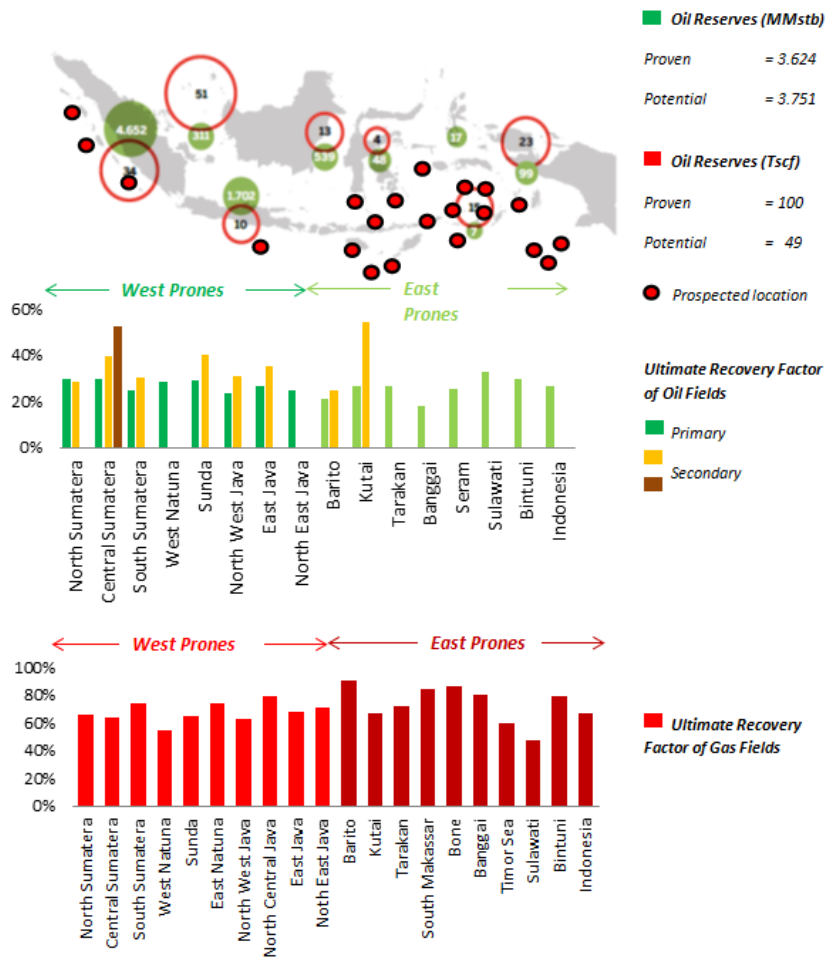 Oil Reserves (MMstb)
Proven = 3.624
Potential = 3.751
Oil Reserves (Tscf)
Proven = 100
Potential = 49
Prospected location
51
4.652
311
34
13
539
4
48
17
23
99
1.702
10
15
7
West Prones
East
Prones
60%
40%
20%
0%
North Sumatera
Central Sumatera
South Sumatera
West Natuna
Sunda
North West Java
East Java
North East Java
Barito
Kutai
Tarakan
Banggai
Seram
Sulawati
Bintuni
Indonesia
Ultimate Recovery Factor
of Oil Fields
Primary
Secondary
West Prones
East Prones
100%
80%
60%
40%
20%
0%
North Sumatera
Central Sumatera
South Sumatera
West Natuna
Sunda
East Natuna
North West Java
North Central Java
East Java
Noth East Java
Barito
Kutai
Tarakan
South Makassar
Bone
Banggai
Timor Sea
Sulawati
Bintuni
Indonesia
Ultimate Recovery
Factor of Gas Fields